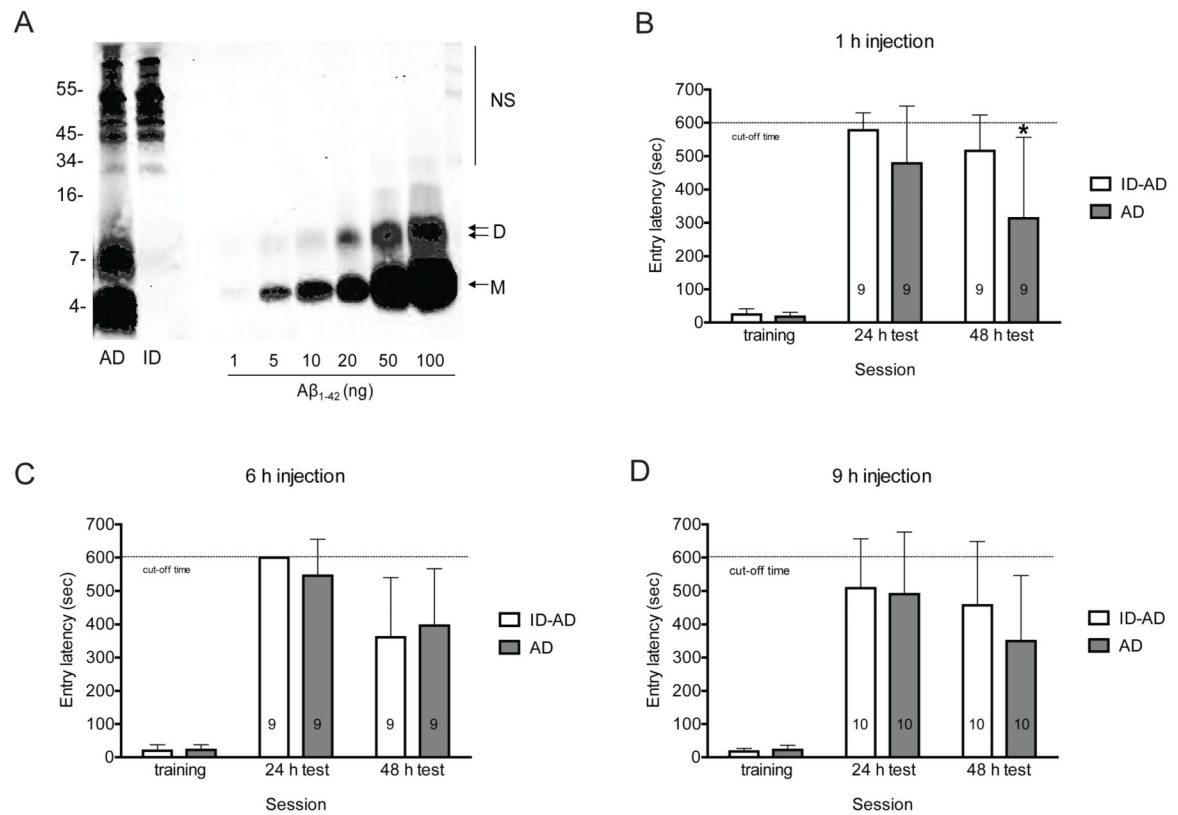 A
55-
45-
34-
16-
7-
4-
NS
D
M
AD ID
1 5 10 20 50 100
Aβ1-42 (ng)
B
1 h injection
Entry latency (sec)
700
600
500
400
300
200
100
0
cut-off time
*
9 9 9 9
training 24 h test 48 h test
Session
ID-AD
AD
C
6 h injection
Entry latency (sec)
700
600
500
400
300
200
100
0
cut-off time
9 9 9 9
training 24 h test 48 h test
Session
ID-AD
AD
D
9 h injection
Entry latency (sec)
700
600
500
400
300
200
100
0
cut-off time
10 10 10 10
training 24 h test 48 h test
Session
ID-AD
AD